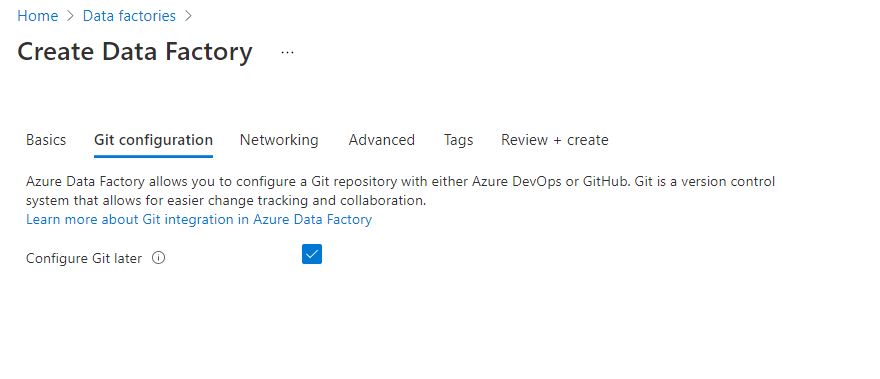 Home > Data factories >
Create Data Factory ...
Basics Git configuration Networking Advanced Tags Review + create
Azure Data Factory allows you to configure a Git repository with either Azure DevOps or GitHub. Git is a version control
system that allows for easier change tracking and collaboration.
Learn more about Git integration in Azure Data Factory
Configure Git later